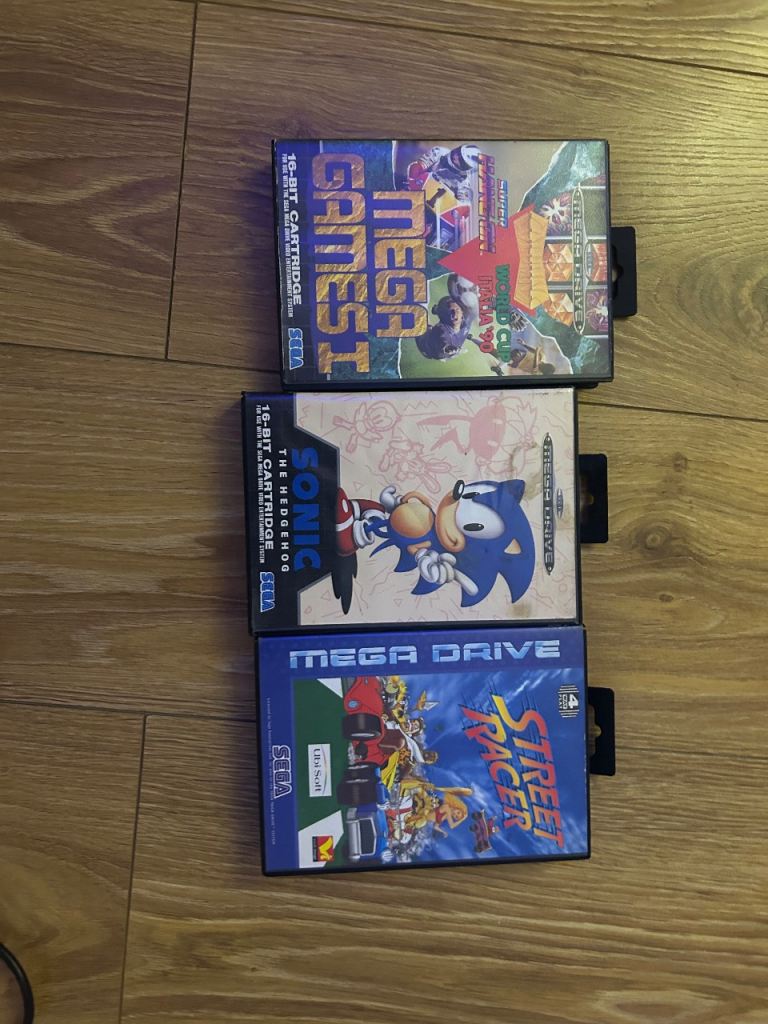 MEGA DRIVE
SUPER
HANG-ON
WORLD CUP
ITALIA '90
MEGA
GAMES I
16-BIT CARTRIDGE
FOR USE WITH THE SEGA MEGA DRIVE VIDEO ENTERTAINMENT SYSTEM
SEGA
MEGA DRIVE
SONIC
THE HEDGEHOG
16-BIT CARTRIDGE
FOR USE WITH THE SEGA MEGA DRIVE VIDEO ENTERTAINMENT SYSTEM
SEGA
MEGA DRIVE
4
PLAY
STREET
RACER
Ubi Soft
SEGA